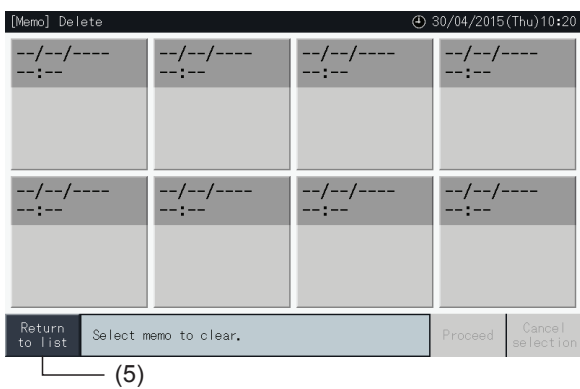 [Memo] Delete 30/04/2015(Thu)10:20
--/--/---- --/--/---- --/--/---- --/--/----
--:-- --:-- --:-- --:--
--/--/---- --/--/---- --/--/---- --/--/----
--:-- --:-- --:-- --:--
Return
to list
Select memo to clear.
Proceed
Cancel
selection
(5)